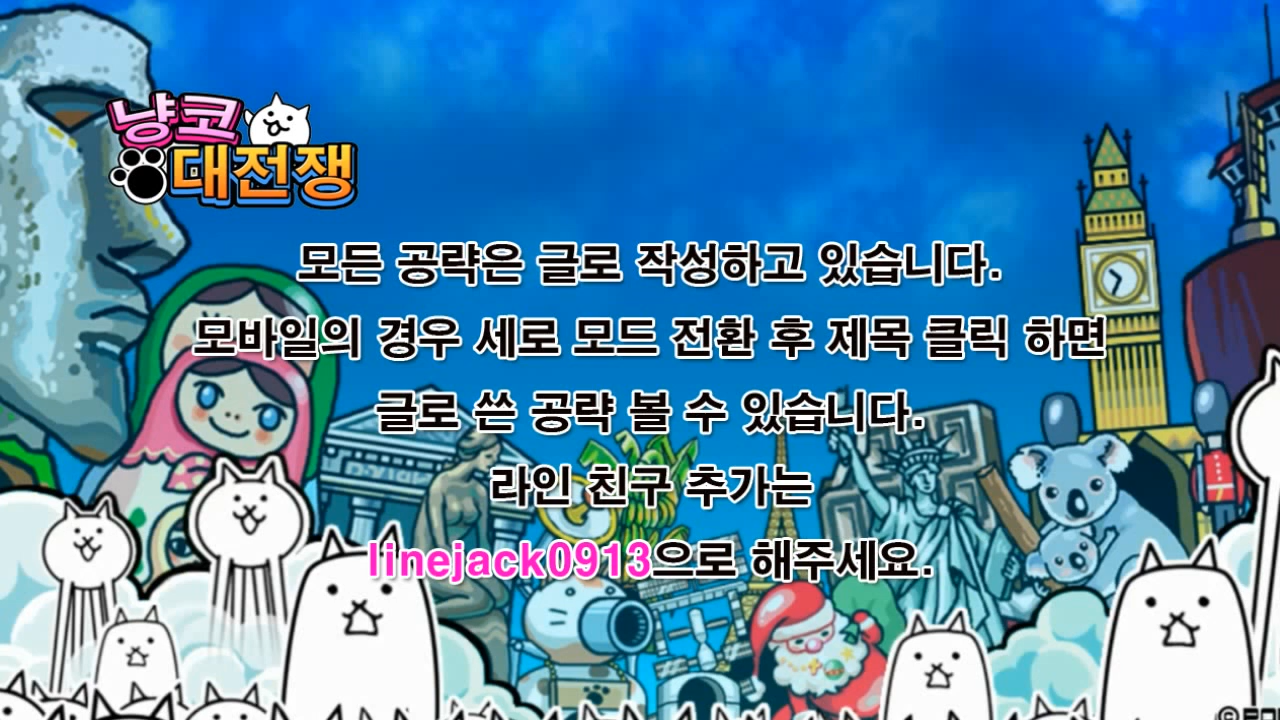 냥코
대전쟁
모든 공략은 글로 작성하고 있습니다.
모바일의 경우 세로 모드 전환 후 제목 클릭 하면
글로 쓴 공략 볼 수 있습니다.
라인 친구 추가는
linejack0913으로 해주세요.